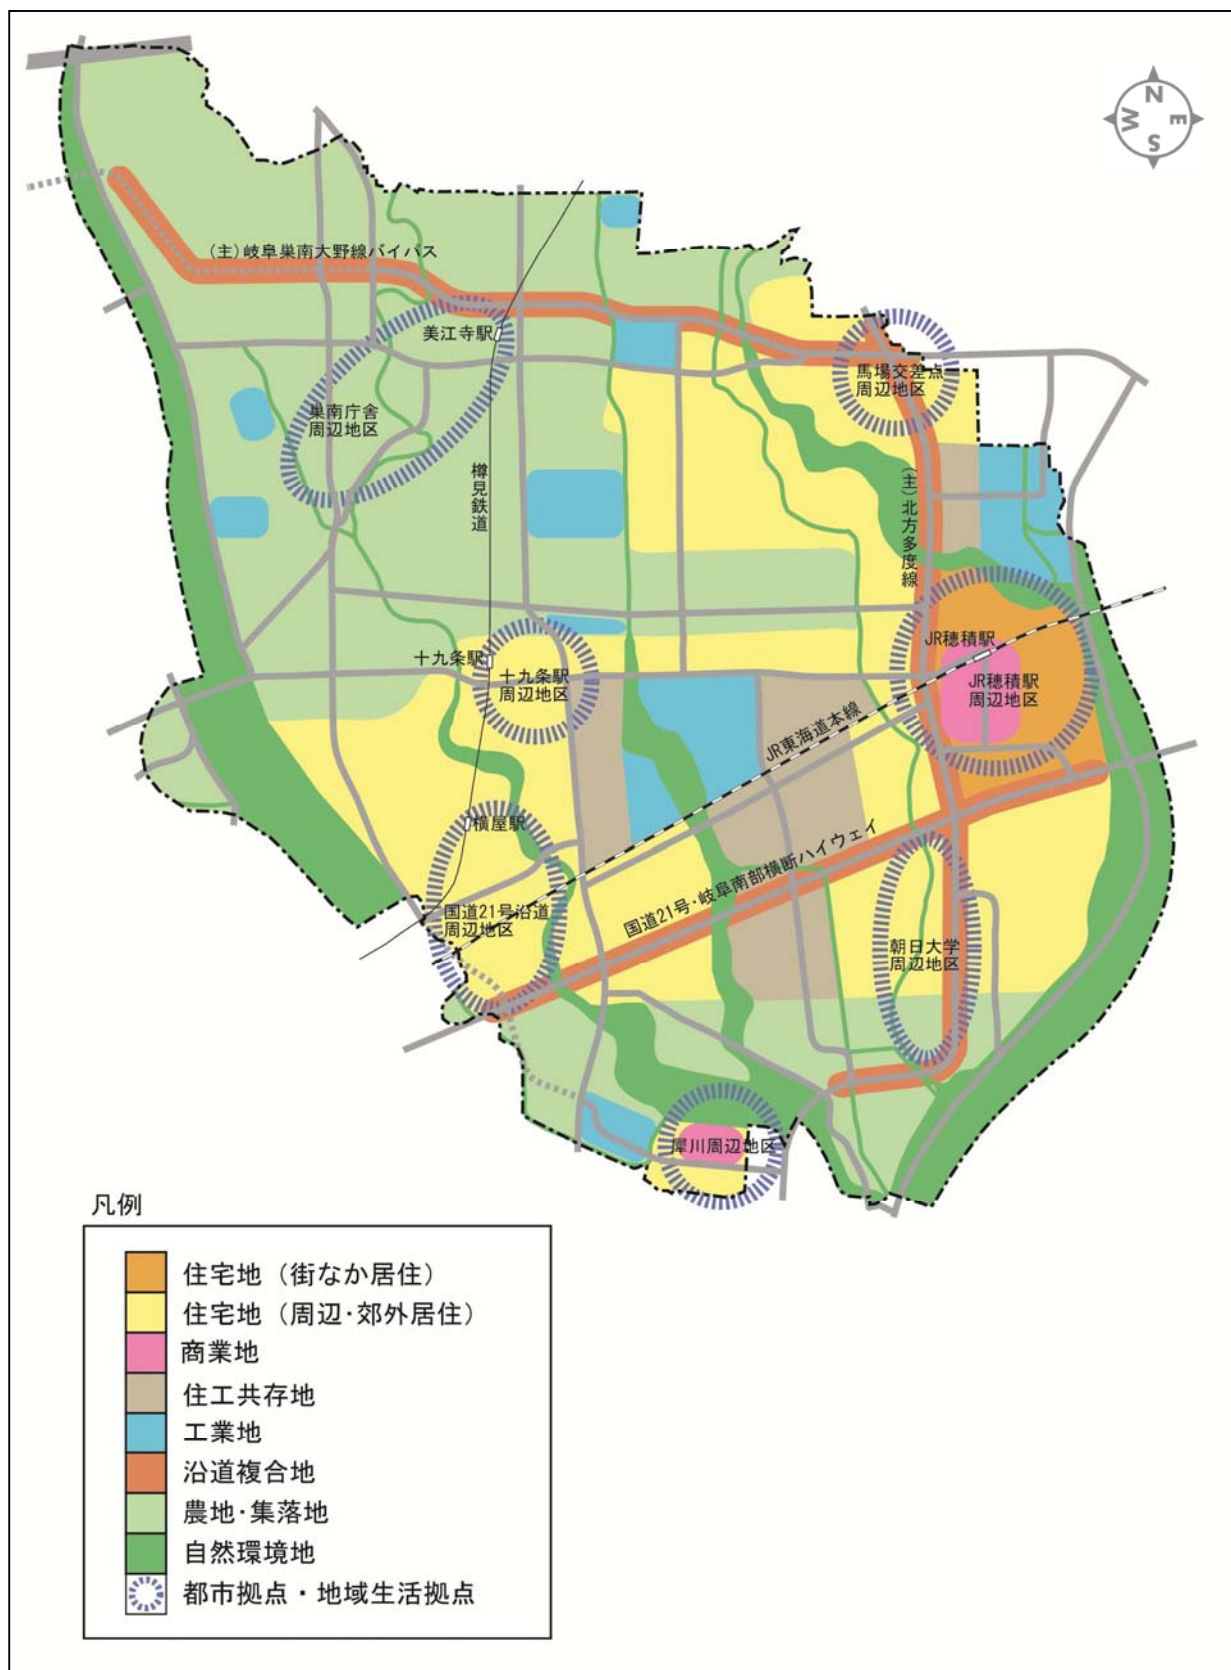 N
W
E
S
(主)岐阜巣南大野線バイパス
美江寺駅
馬場交差点
周辺地区
巣南庁舎
周辺地区
樽見鉄道
(主)北方多度線
JR穂積駅
十九条駅
十九条駅
周辺地区
JR穂積駅
周辺地区
JR東海道本線
横屋駅
国道21号・岐阜南部横断ハイウェイ
国道21号沿道
周辺地区
朝日大学
周辺地区
犀川周辺地区
凡例
住宅地(街なか居住)
住宅地(周辺・郊外居住)
商業地
住工共存地
工業地
沿道複合地
農地・集落地
自然環境地
都市拠点・地域生活拠点